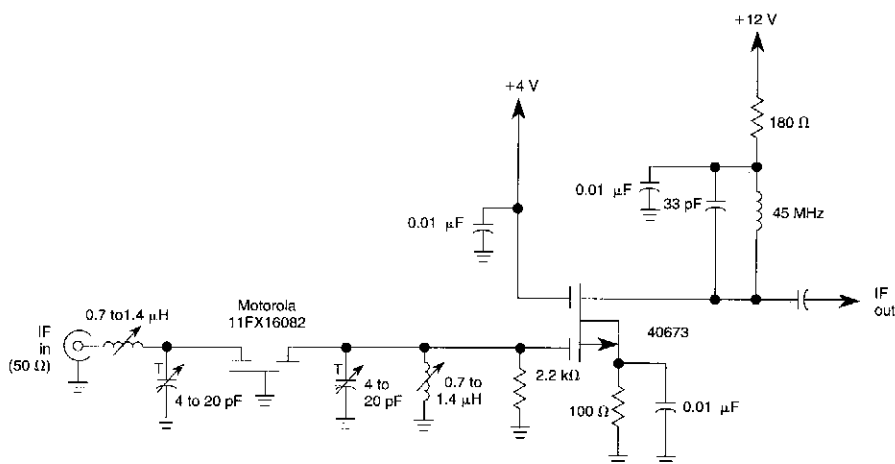 +12 V
+4 V
180 Ω
0.01 μF
33 pF
45 MHz
0.01 μF
IF
out
Motorola
11FX16082
0.7 to1.4 μH
IF
in
(50 Ω)
40673
T
4 to 20 pF
T
4 to
20 pF
0.7 to
1.4 μH
2.2 kΩ
100 Ω
0.01 μF